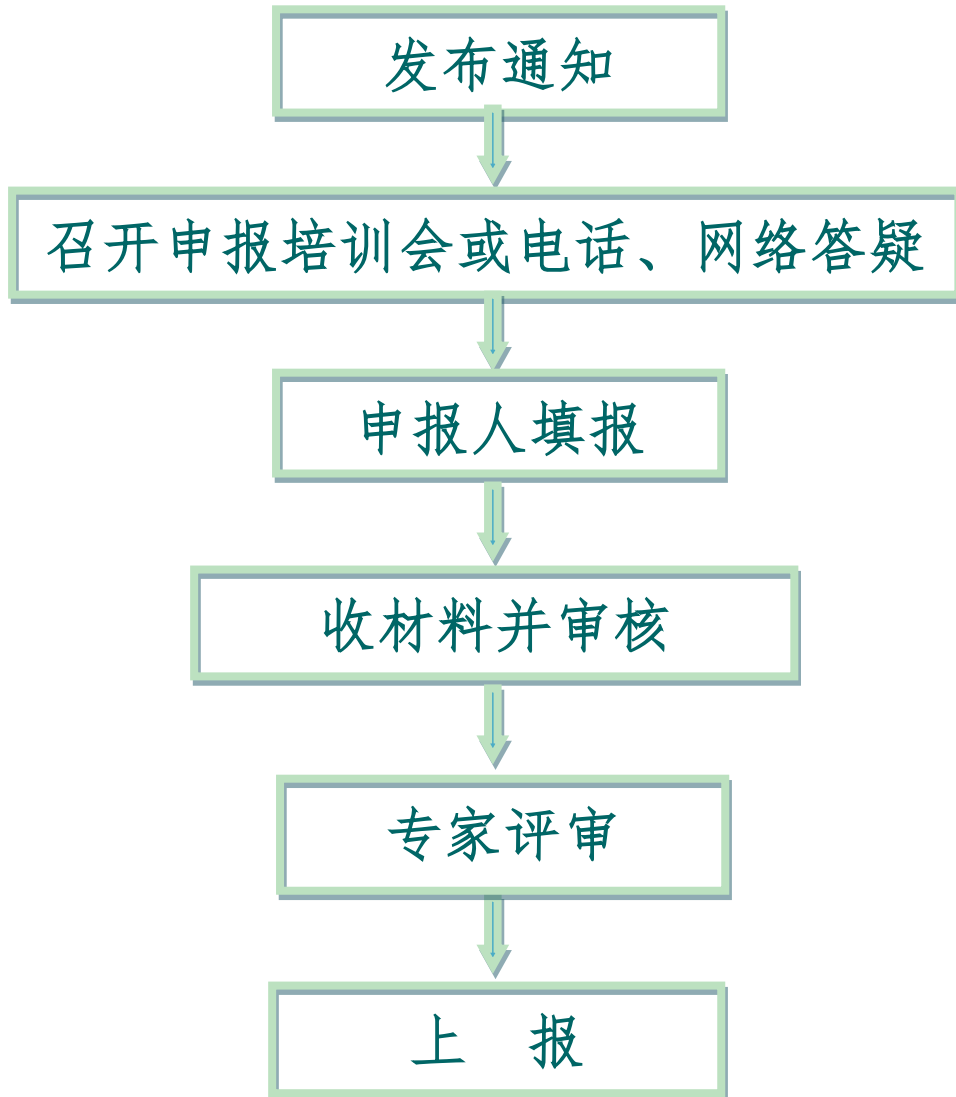 发布通知
召开申报培训会或电话、网络答疑
申报人填报
收材料并审核
专家评审
上 报